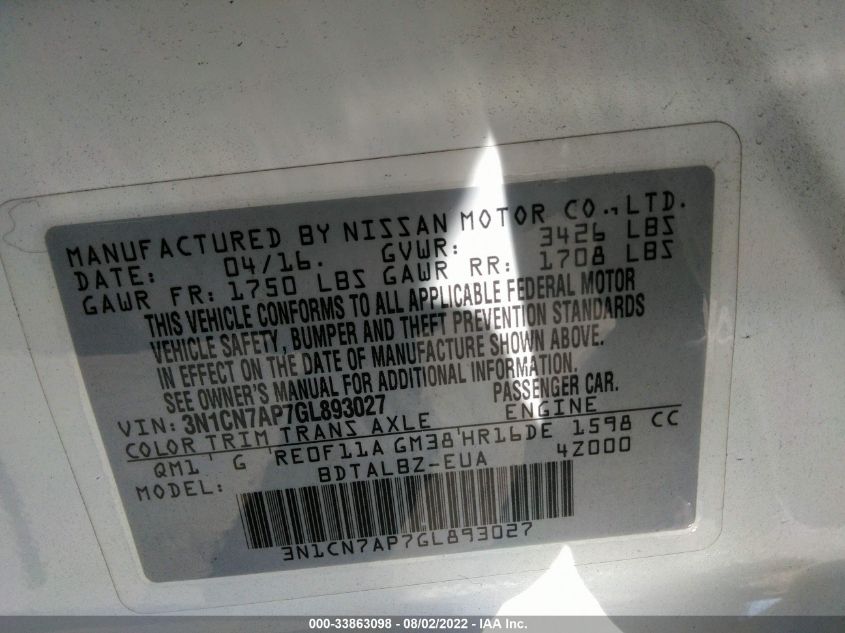 MANUFACTURED BY NISSAN MOTOR CO., LTD.
DATE: 04/16. GVWR: 3426 LBS
GAWR FR: 1750 LBS GAWR RR: 1708 LBS
THIS VEHICLE CONFORMS TO ALL APPLICABLE FEDERAL MOTOR
VEHICLE SAFETY, BUMPER AND THEFT PREVENTION STANDARDS
IN EFFECT ON THE DATE OF MANUFACTURE SHOWN ABOVE.
SEE OWNER'S MANUAL FOR ADDITIONAL INFORMATION.
VIN: 3N1CN7AP7GL893027 PASSENGER CAR.
COLOR TRIM TRANS AXLE ENGINE
QM1 G RE0F11A GM38 HR16DE 1598 CC
MODEL: BDTALBZ-EUA 4Z000
3N1CN7AP7GL893027
000-33863098 - 08/02/2022 - IAA Inc.